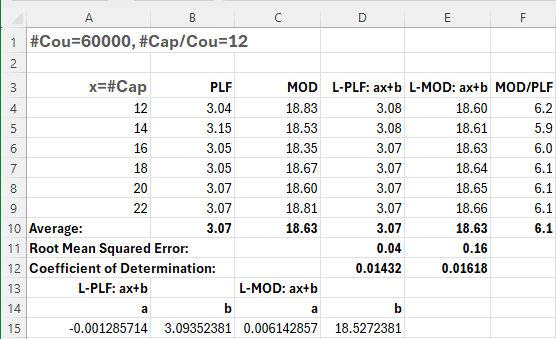 A B C D E F
1 #Cou=60000, #Cap/Cou=12
2
3 x=#Cap PLF MOD L-PLF: ax+b L-MOD: ax+b MOD/PLF
4 12 3.04 18.83 3.08 18.60 6.2
5 14 3.15 18.53 3.08 18.61 5.9
6 16 3.05 18.35 3.07 18.63 6.0
7 18 3.05 18.67 3.07 18.64 6.1
8 20 3.07 18.60 3.07 18.65 6.1
9 22 3.07 18.81 3.07 18.66 6.1
10 Average: 3.07 18.63 3.07 18.63 6.1
11 Root Mean Squared Error: 0.04 0.16
12 Coefficient of Determination: 0.01432 0.01618
13 L-PLF: ax+b L-MOD: ax+b
14 a b a b
15 -0.001285714 3.09352381 0.006142857 18.5272381